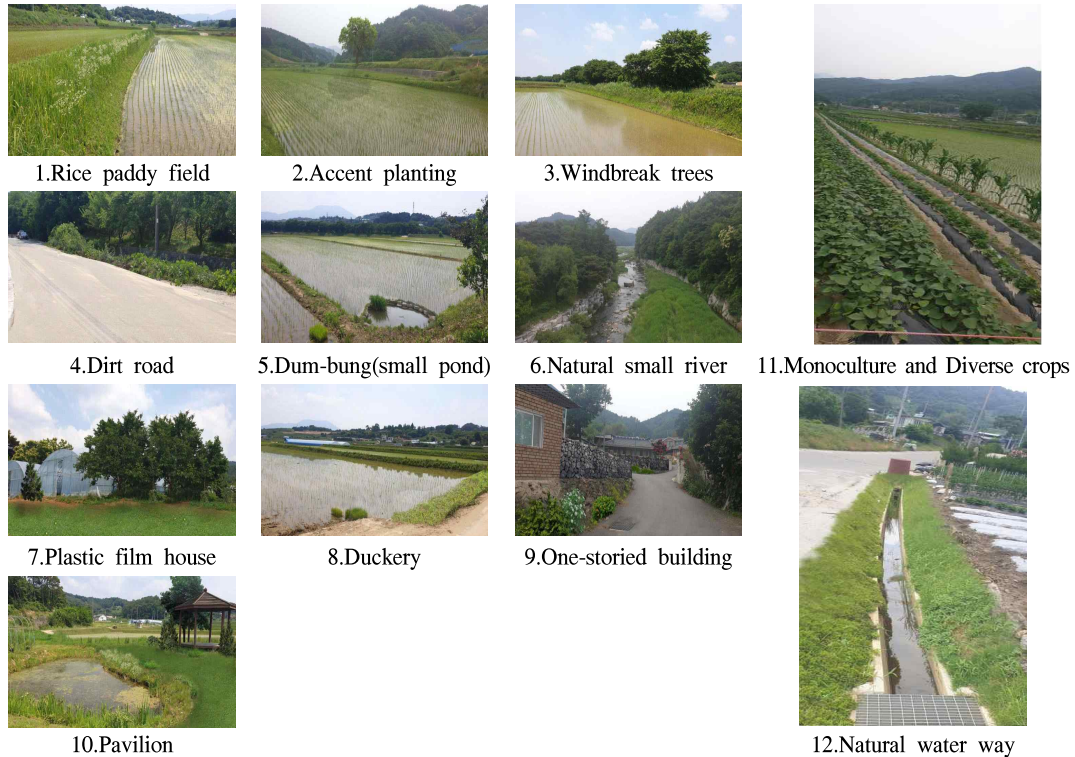 1.Rice paddy field
2.Accent planting
3.Windbreak trees
4.Dirt road
5.Dum-bung(small pond)
6.Natural small river
11.Monoculture and Diverse crops
7.Plastic film house
8.Duckery
9.One-storied building
10.Pavilion
12.Natural water way